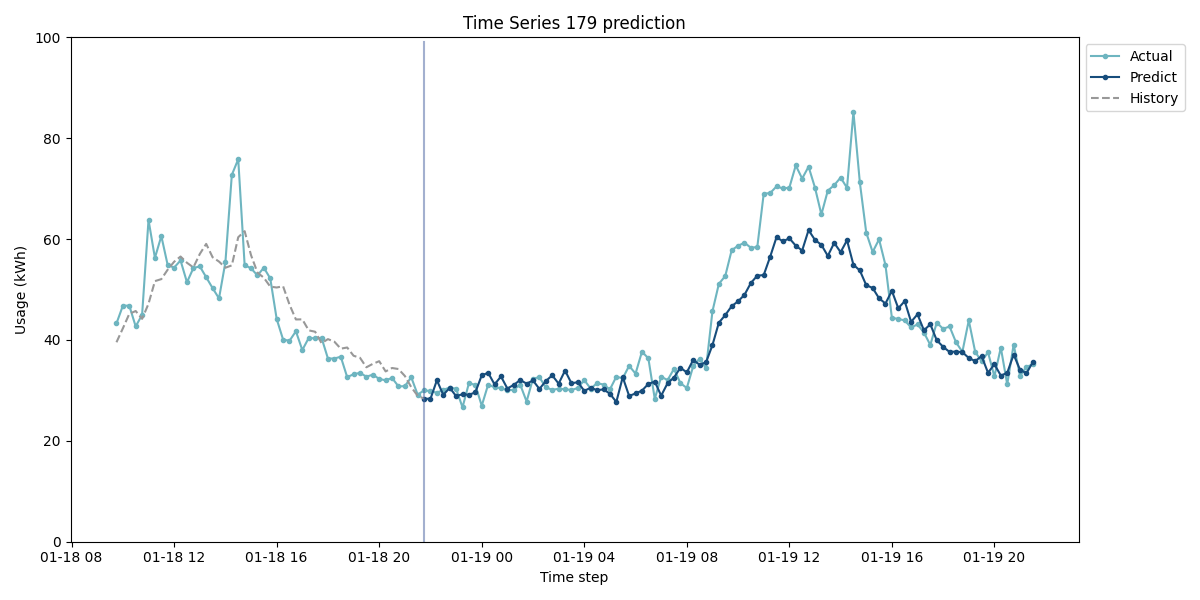 Time Series 179 prediction
100
80
60
40
20
0
Usage (kWh)
01-18 08 01-18 12 01-18 16 01-18 20 01-19 00 01-19 04 01-19 08 01-19 12 01-19 16 01-19 20
Time step
Actual
Predict
History